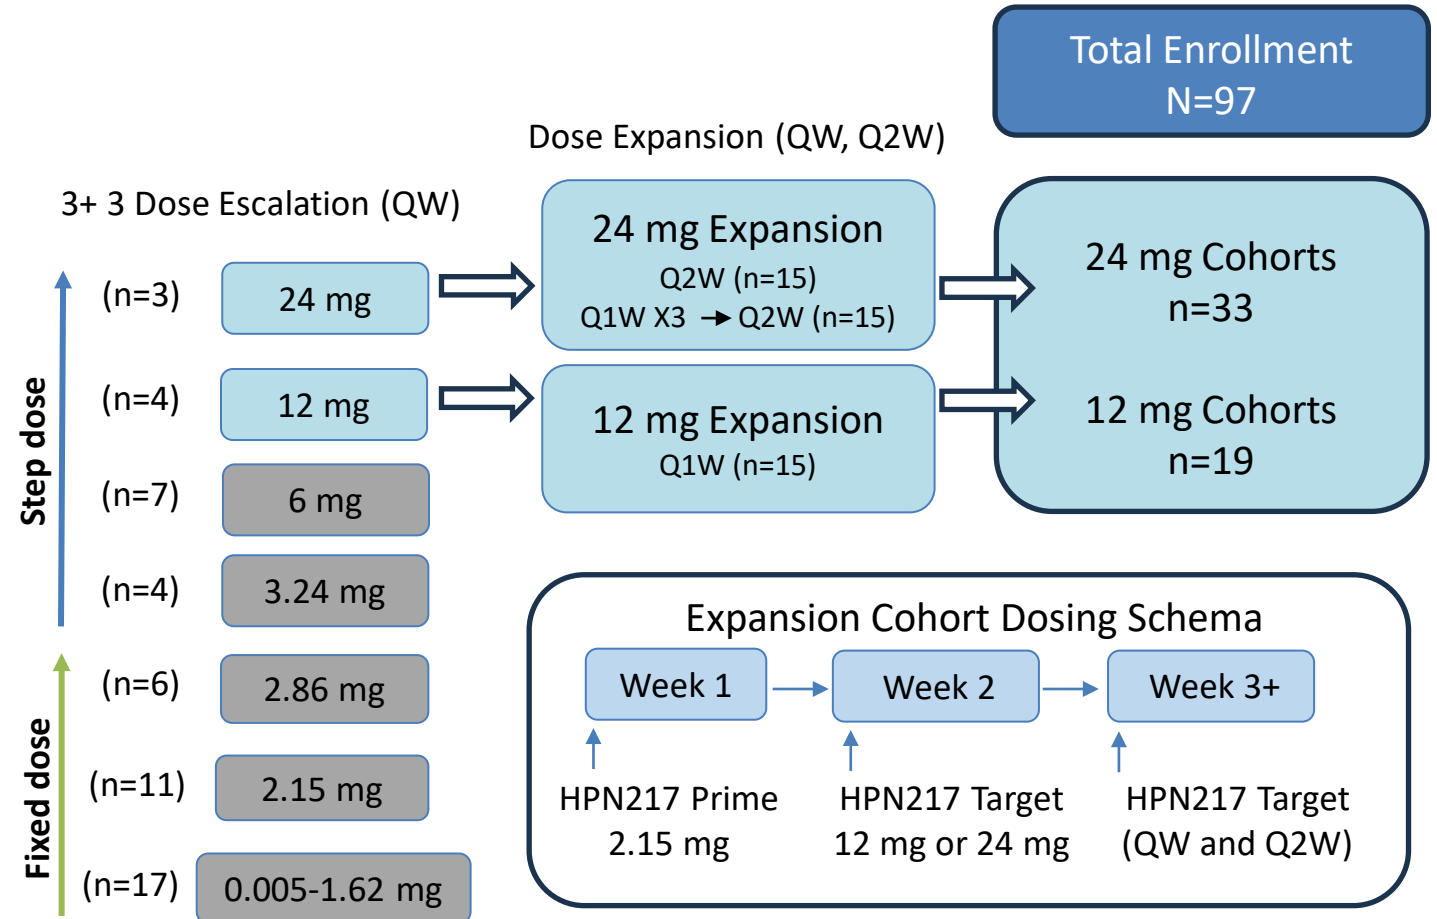 Total Enrollment
N=97
Dose Expansion (QW, Q2W)
3+ 3 Dose Escalation (QW)
Step dose
Fixed dose
(n=3)
24 mg
(n=4)
12 mg
(n=7)
6 mg
(n=4)
3.24 mg
(n=6)
2.86 mg
(n=11)
2.15 mg
(n=17)
0.005-1.62 mg
24 mg Expansion
Q2W (n=15)
Q1W X3 → Q2W (n=15)
12 mg Expansion
Q1W (n=15)
24 mg Cohorts
n=33
12 mg Cohorts
n=19
Expansion Cohort Dosing Schema
Week 1
Week 2
Week 3+
HPN217 Prime
2.15 mg
HPN217 Target
12 mg or 24 mg
HPN217 Target
(QW and Q2W)